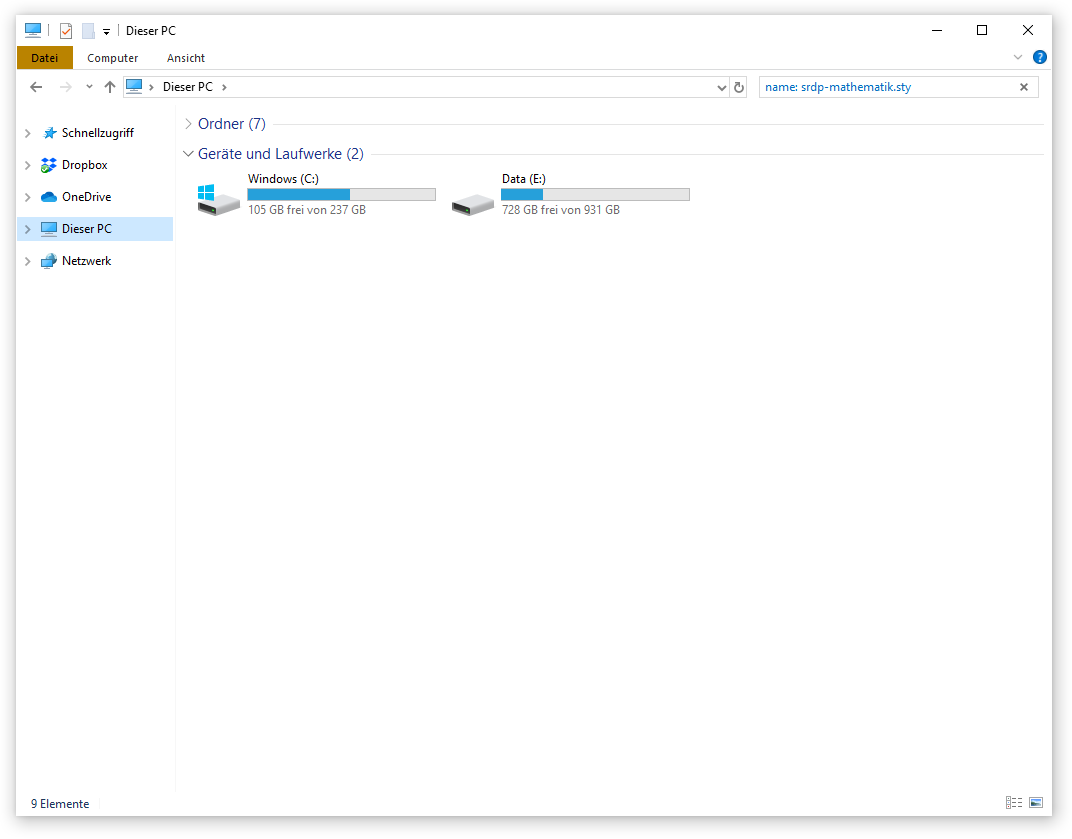 Dieser PC
Datei Computer Ansicht
Dieser PC name: srdp-mathematik.sty
Schnellzugriff
Dropbox
OneDrive
Dieser PC
Netzwerk
Ordner (7)
Geräte und Laufwerke (2)
Windows (C:)
105 GB frei von 237 GB
Data (E:)
728 GB frei von 931 GB
9 Elemente